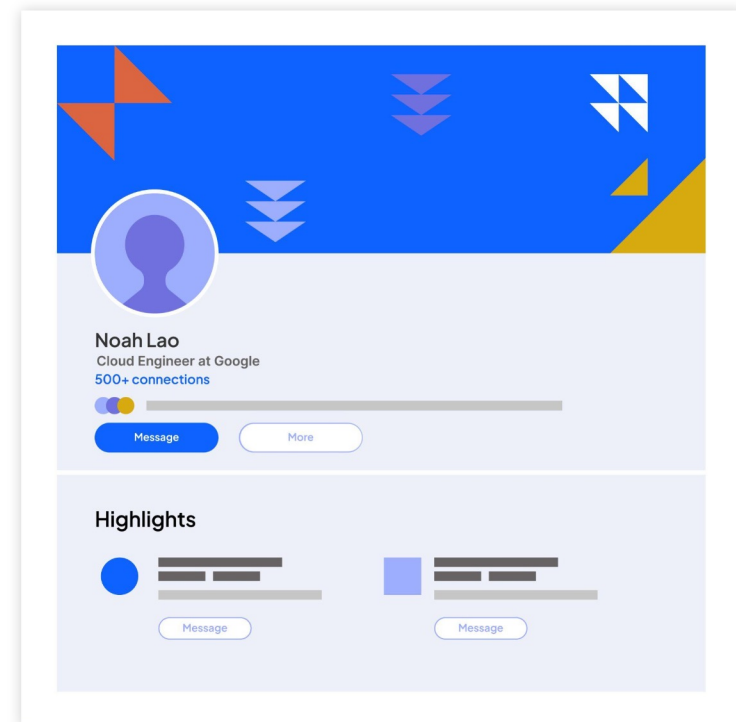 Noah Lao
Cloud Engineer at Google
500+ connections
Message More
Highlights
Message Message